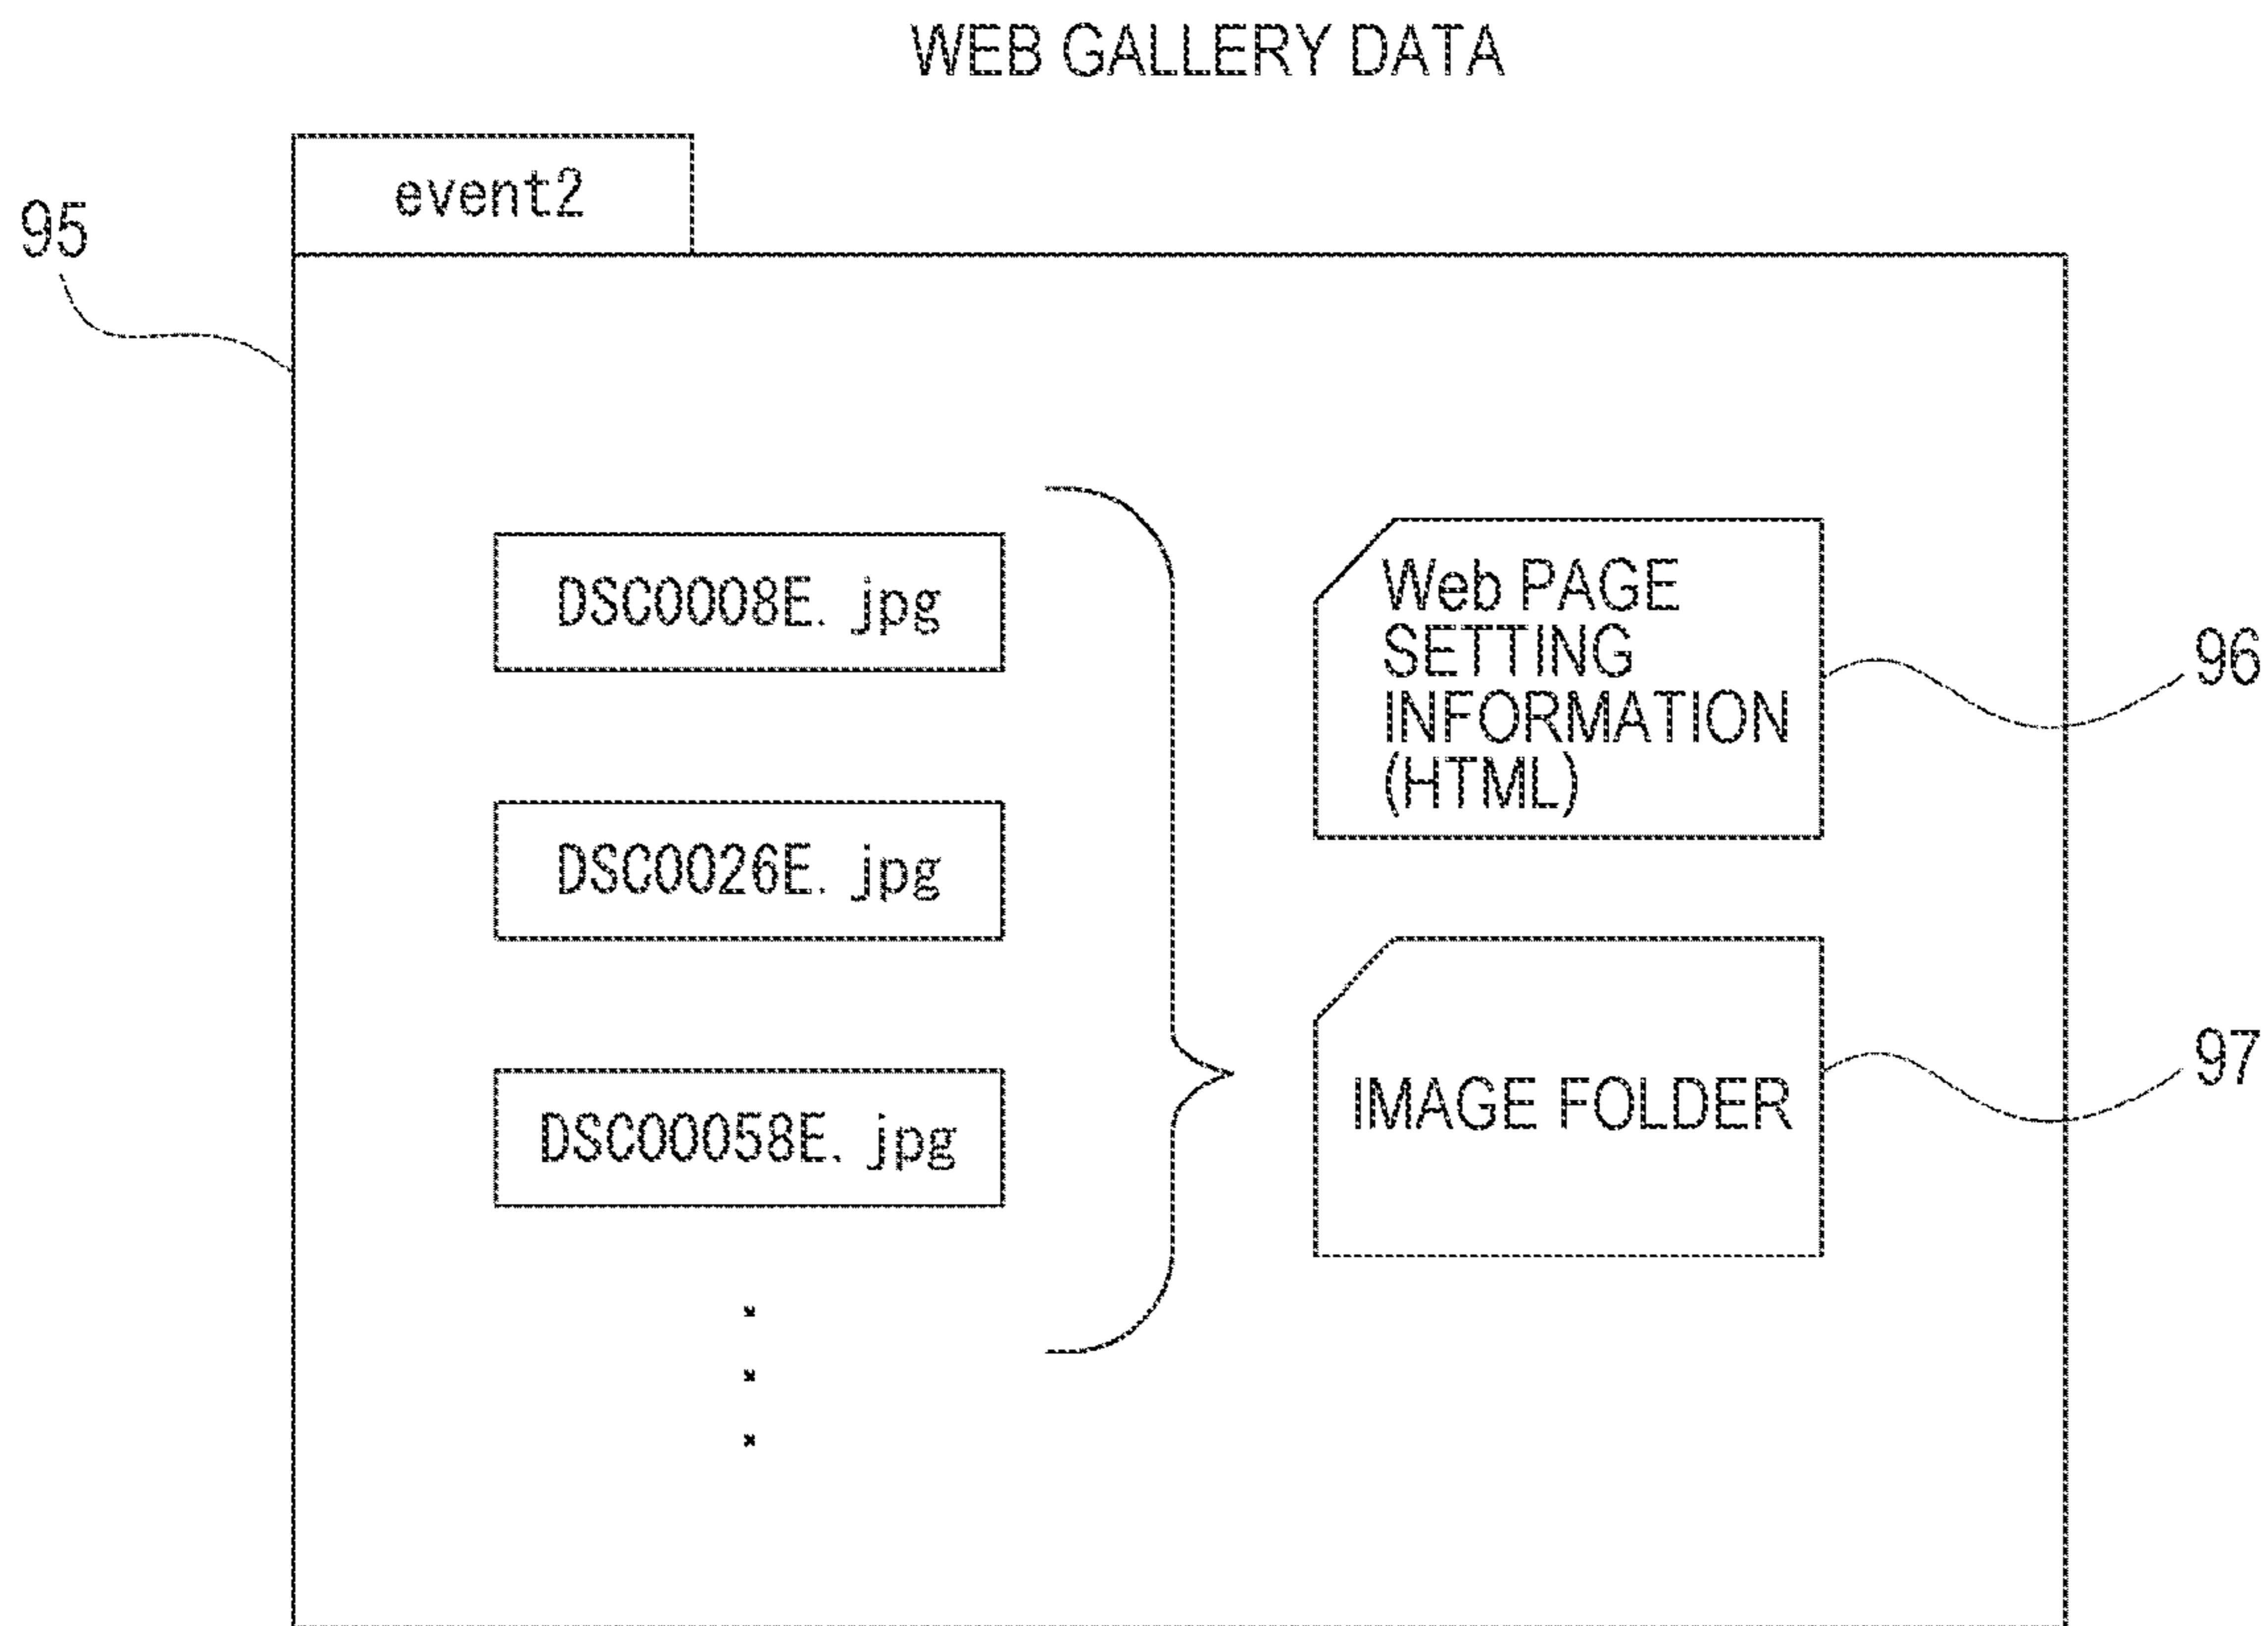 WEB GALLERY DATA
event2
95
DSC0008E. jpg
DSC0026E. jpg
DSC00058E. jpg
Web PAGE
SETTING
INFORMATION
(HTML)
96
IMAGE FOLDER
97